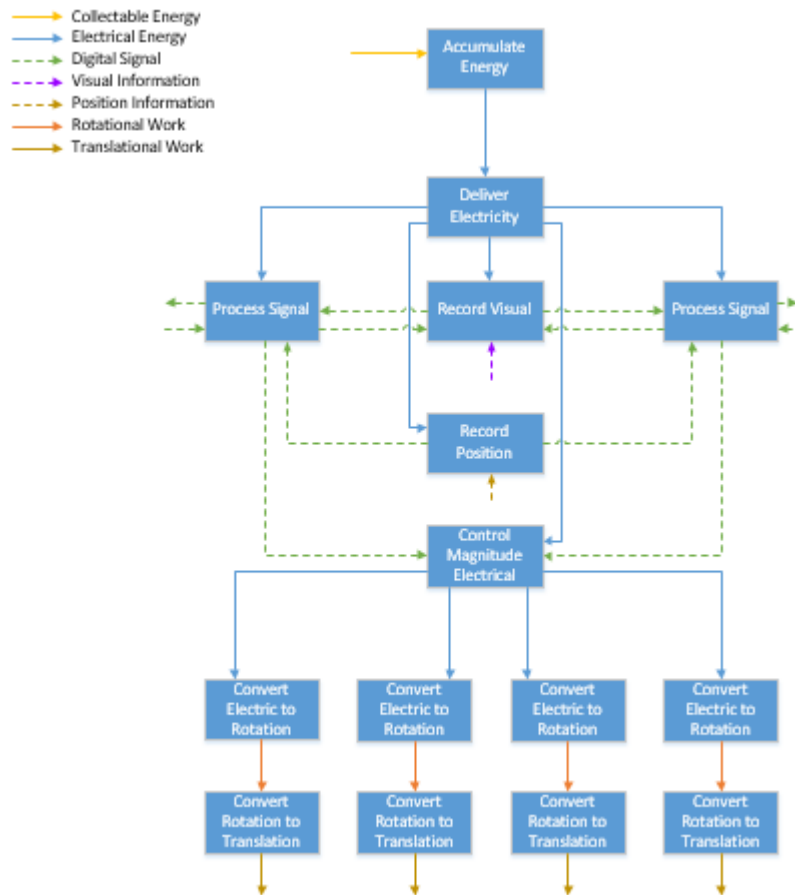 Collectable Energy
Electrical Energy
Digital Signal
Visual Information
Position Information
Rotational Work
Translational Work
Accumulate
Energy
Deliver
Electricity
Process Signal
Record Visual
Process Signal
Record
Position
Control
Magnitude
Electrical
Convert
Electric to
Rotation
Convert
Electric to
Rotation
Convert
Electric to
Rotation
Convert
Electric to
Rotation
Convert
Rotation to
Translation
Convert
Rotation to
Translation
Convert
Rotation to
Translation
Convert
Rotation to
Translation